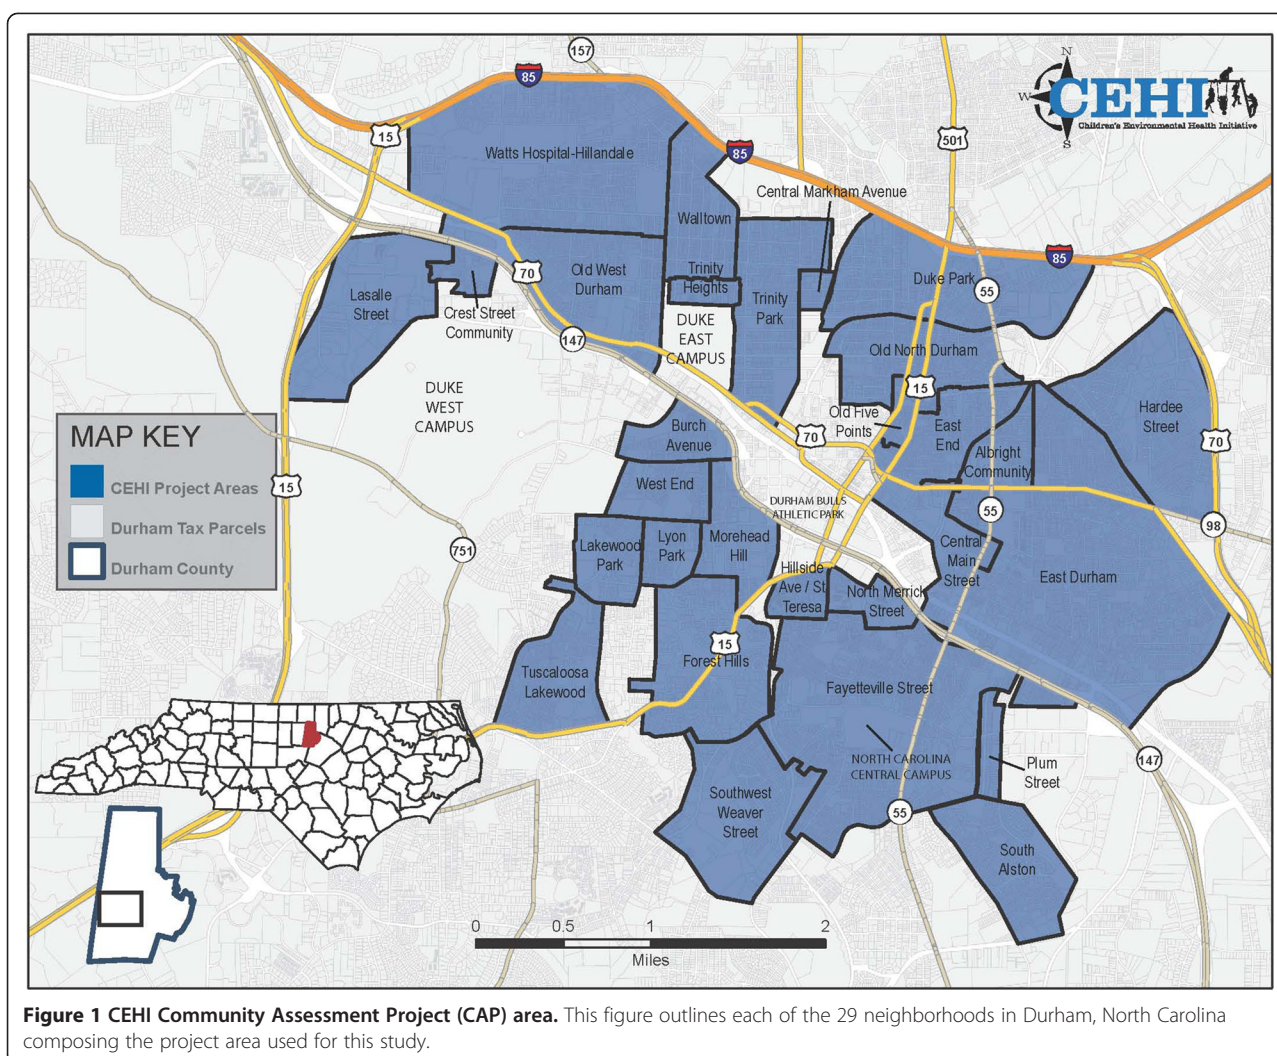 157
85
15
501
N
W
S
CEHI
Children's Environmental Health Initiative
Watts Hospital-Hillandale
85
Central Markham Avenue
Walltown
85
70
Old West
Durham
Trinity
Heights
Trinity
Park
Duke Park
55
Lasalle
Street
Crest Street
Community
147
DUKE
EAST
CAMPUS
Old North Durham
DUKE
WEST
CAMPUS
15
Old Five
Points
East
End
Hardee
Street
Burch
Avenue
70
Albright
Community
70
MAP KEY
CEHI Project Areas
Durham Tax Parcels
Durham County
15
West End
DURHAM BULLS
ATHLETIC PARK
55
98
751
Lakewood
Park
Lyon
Park
Morehead
Hill
Central
Main
Street
Hillside
Ave / St.
Teresa
North Merrick
Street
East Durham
15
Forest Hills
Tuscaloosa
Lakewood
Fayetteville Street
NORTH CAROLINA
CENTRAL CAMPUS
Plum
Street
147
Southwest
Weaver
Street
55
South
Alston
0 0.5 1 2
Miles
Figure 1 CEHI Community Assessment Project (CAP) area. This figure outlines each of the 29 neighborhoods in Durham, North Carolina
composing the project area used for this study.